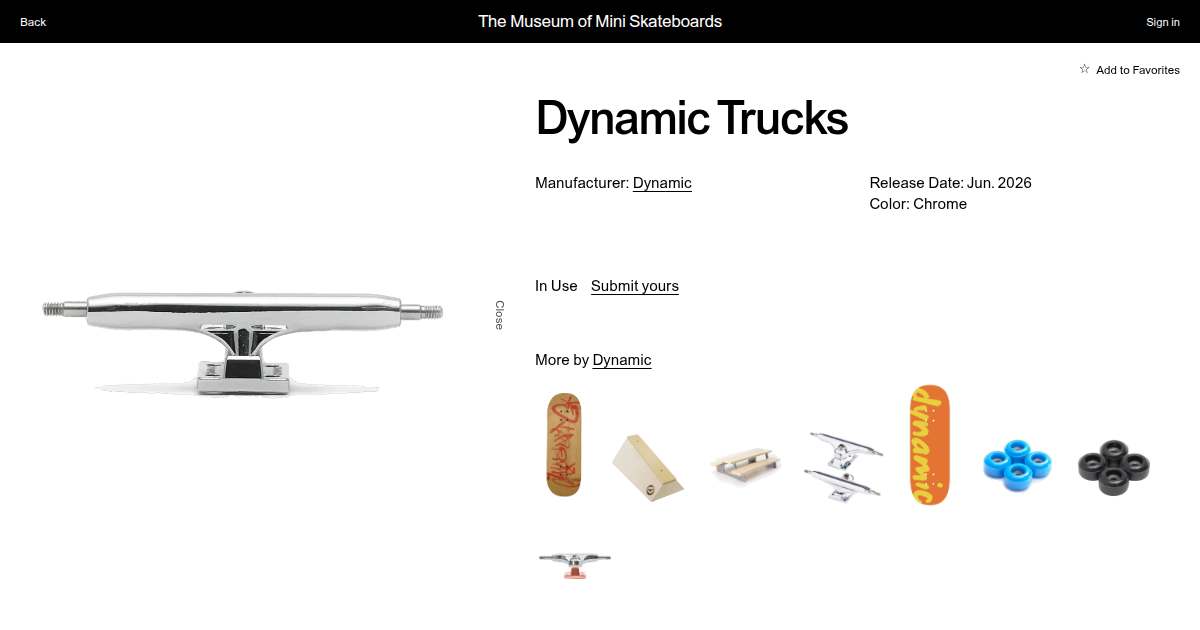 Back
The Museum of Mini Skateboards
Sign in
☆ Add to Favorites
Dynamic Trucks
Manufacturer: Dynamic
Release Date: Jun. 2026
Color: Chrome
In Use Submit yours
Close
More by Dynamic
dynamic